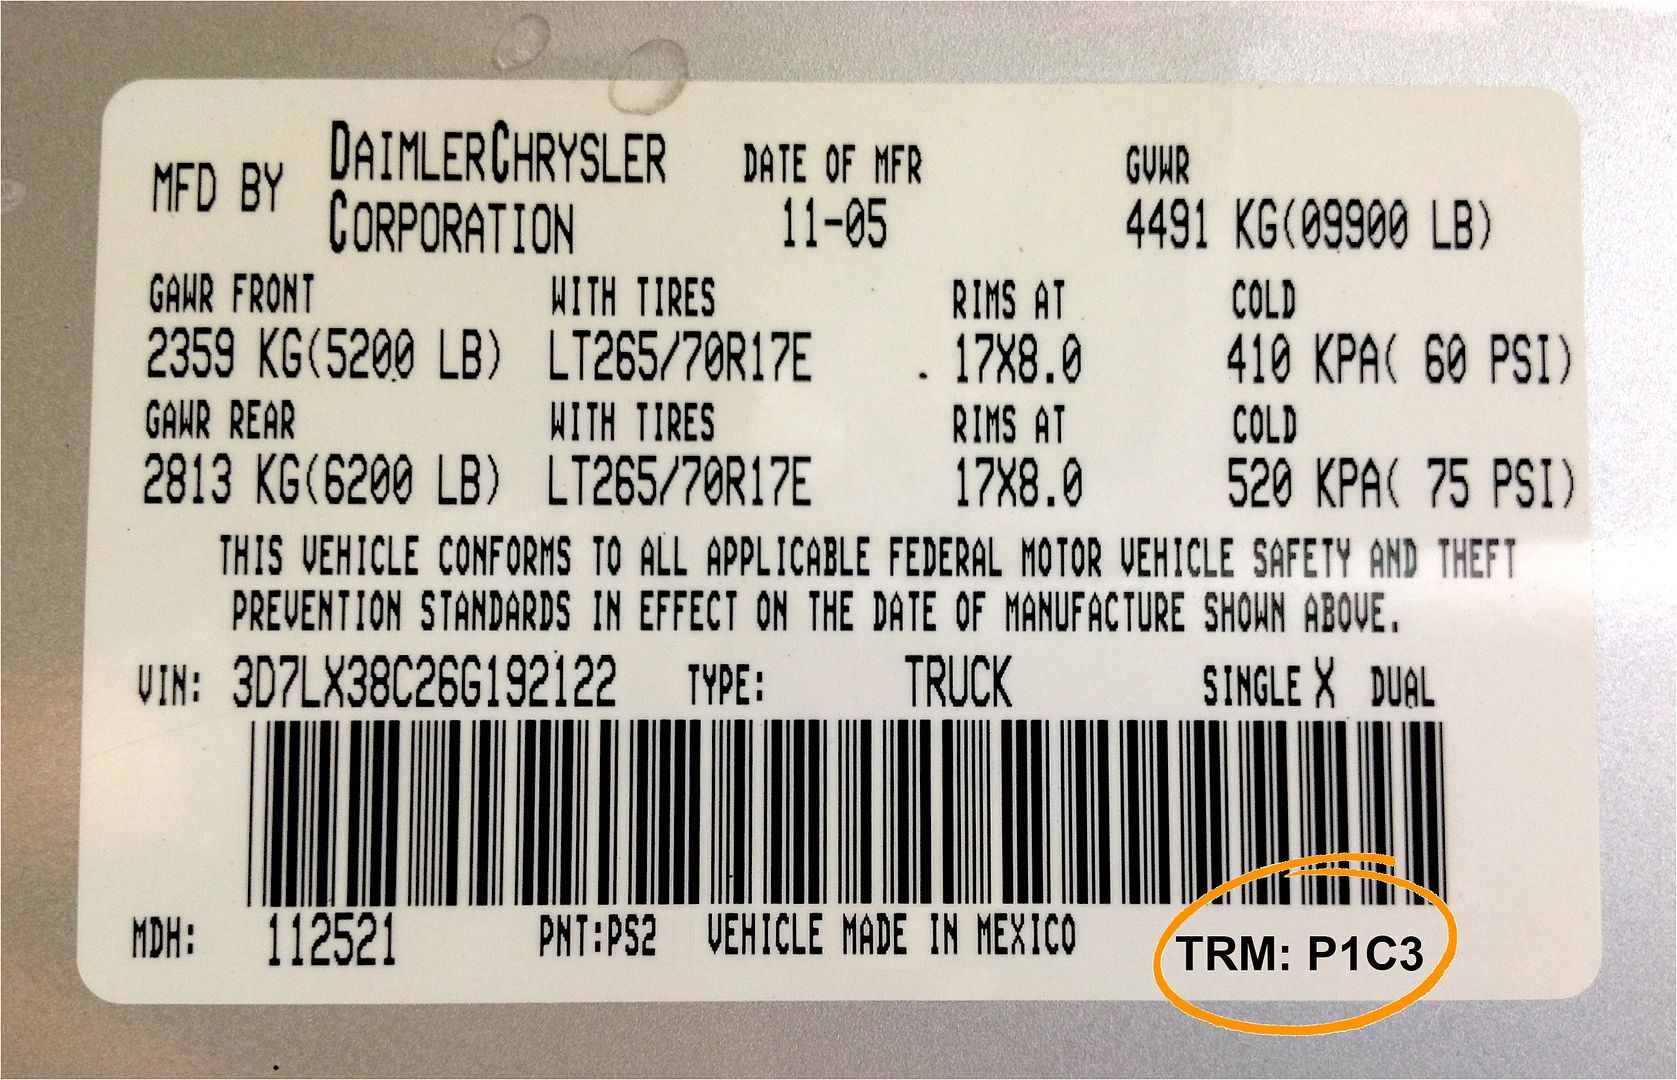 MFD BY DAIMLERCHRYSLER CORPORATION DATE OF MFR 11-05 GVWR 4491 KG(09900 LB)
GAWR FRONT WITH TIRES RIMS AT COLD
2359 KG(5200 LB) LT265/70R17E 17X8.0 410 KPA( 60 PSI)
GAWR REAR WITH TIRES RIMS AT COLD
2813 KG(6200 LB) LT265/70R17E 17X8.0 520 KPA( 75 PSI)
THIS VEHICLE CONFORMS TO ALL APPLICABLE FEDERAL MOTOR VEHICLE SAFETY AND THEFT
PREVENTION STANDARDS IN EFFECT ON THE DATE OF MANUFACTURE SHOWN ABOVE.
VIN: 3D7LX38C26G192122 TYPE: TRUCK SINGLE X DUAL
MDH: 112521 PNT:PS2 VEHICLE MADE IN MEXICO TRM: P1C3